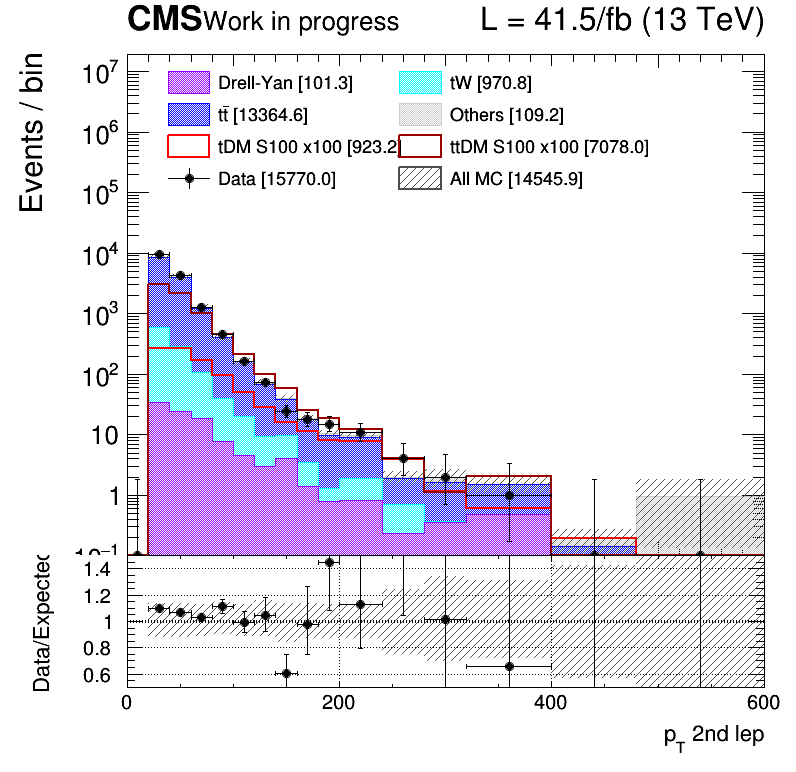 CMS Work in progress L = 41.5/fb (13 TeV)
Events / bin
10⁷
10⁶
10⁵
10⁴
10³
10²
10
1
10⁻¹
Drell-Yan [101.3] tW [970.8]
tt̄ [13364.6] Others [109.2]
tDM S100 x100 [923.2] ttDM S100 x100 [7078.0]
Data [15770.0] All MC [14545.9]
Data/Expected
1.4
1.2
1
0.8
0.6
0 200 400 600
p_T 2nd lep